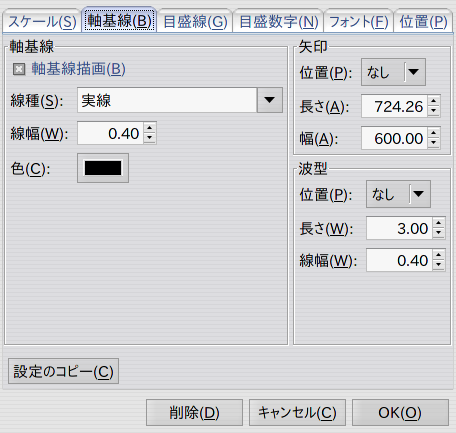 スケール(S) 軸基線(B) 目盛線(G) 目盛数字(N) フォント(F) 位置(P)
軸基線
軸基線描画(B)
線種(S): 実線
線幅(W): 0.40
色(C):
矢印
位置(P): なし
長さ(A): 724.26
幅(A): 600.00
波型
位置(P): なし
長さ(W): 3.00
線幅(W): 0.40
設定のコピー(C)
削除(D) キャンセル(C) OK(O)